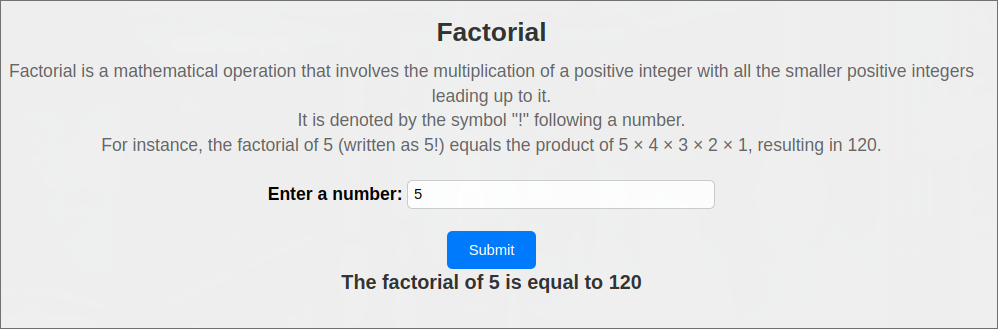 Factorial
Factorial is a mathematical operation that involves the multiplication of a positive integer with all the smaller positive integers
leading up to it.
It is denoted by the symbol "!" following a number.
For instance, the factorial of 5 (written as 5!) equals the product of 5 × 4 × 3 × 2 × 1, resulting in 120.
Enter a number: 5
Submit
The factorial of 5 is equal to 120